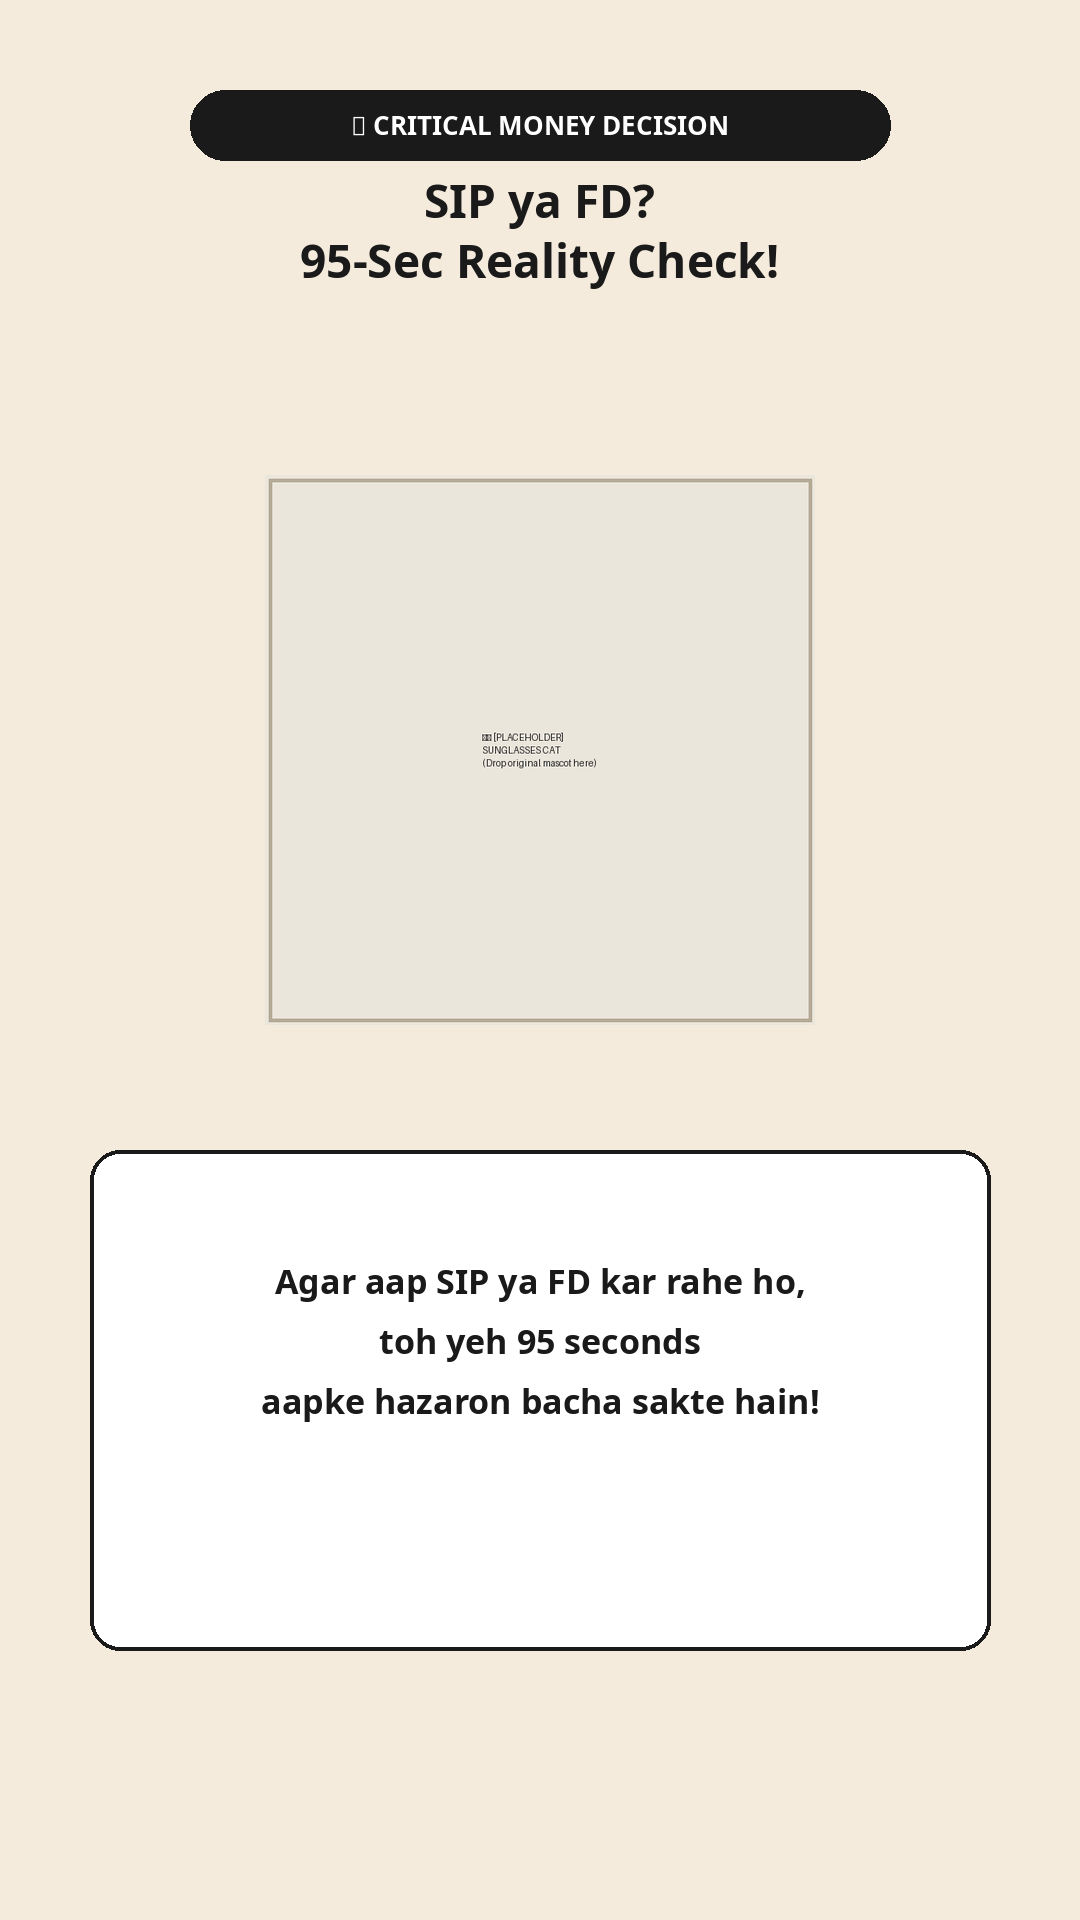 CRITICAL MONEY DECISION
SIP ya FD?
95-Sec Reality Check!
[PLACEHOLDER]
SUNGLASSES CAT
(Drop original mascot here)
Agar aap SIP ya FD kar rahe ho,
toh yeh 95 seconds
aapke hazaron bacha sakte hain!